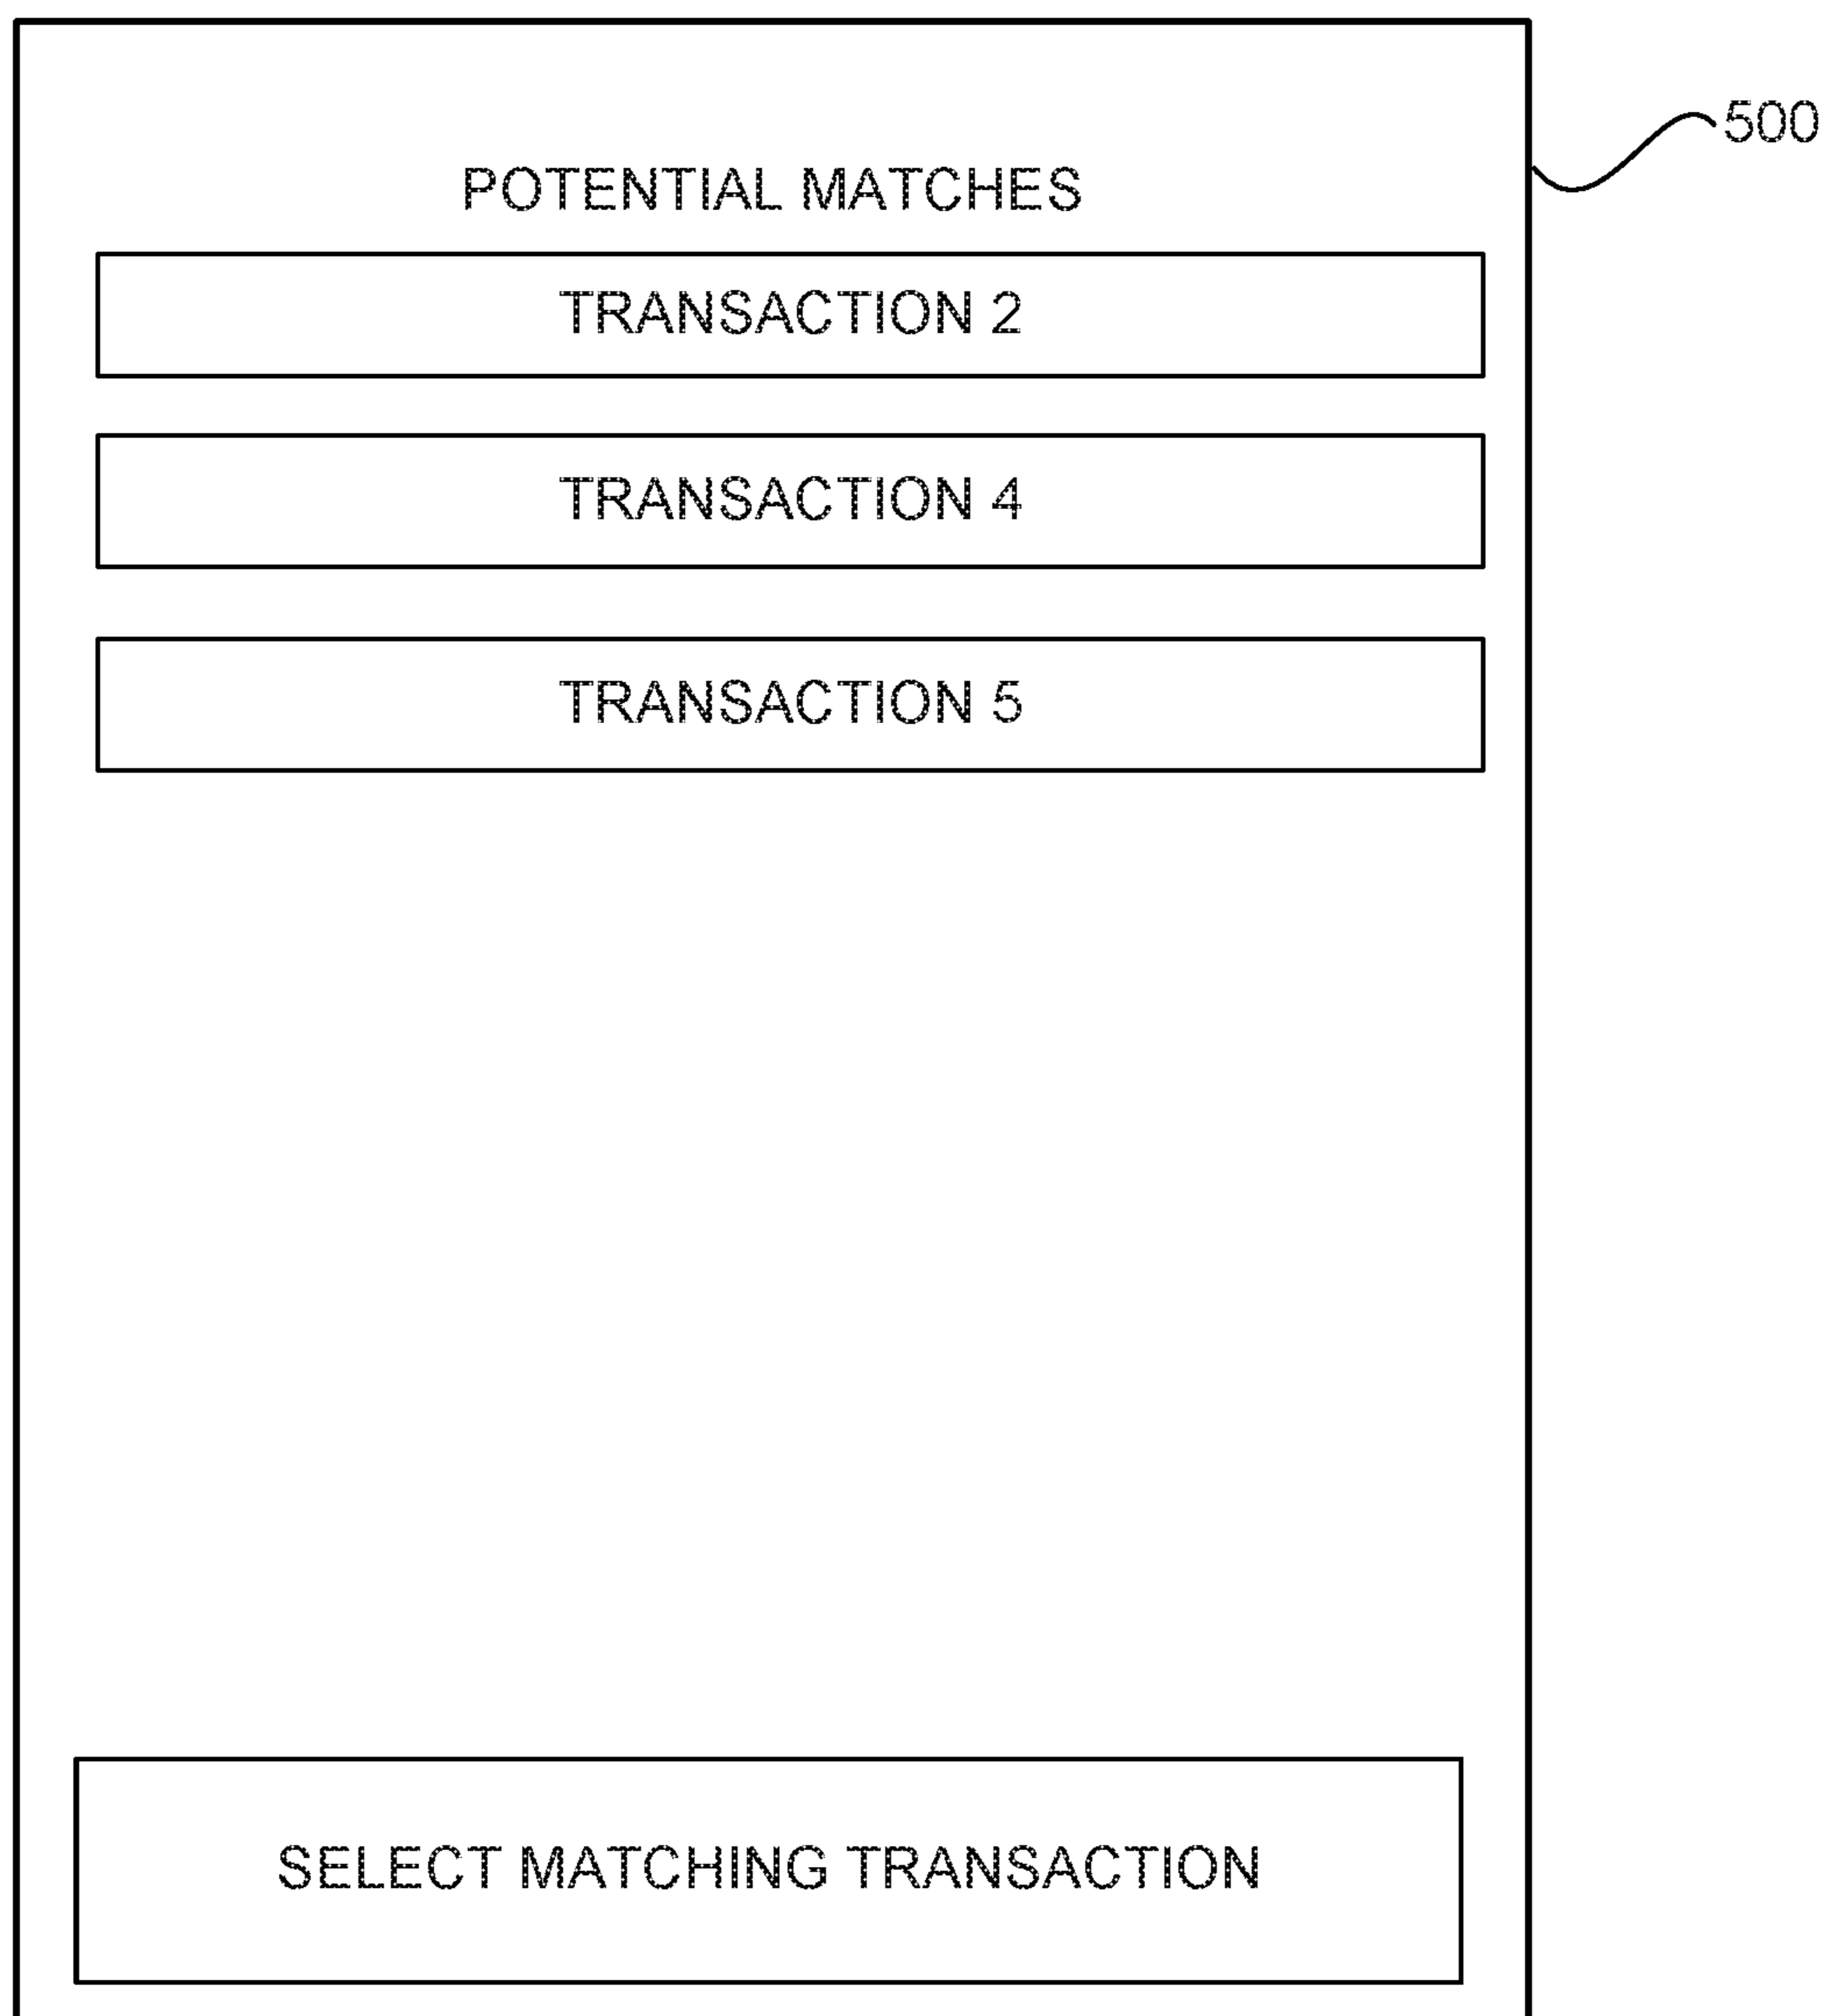 500
POTENTIAL MATCHES
TRANSACTION 2
TRANSACTION 4
TRANSACTION 5
SELECT MATCHING TRANSACTION